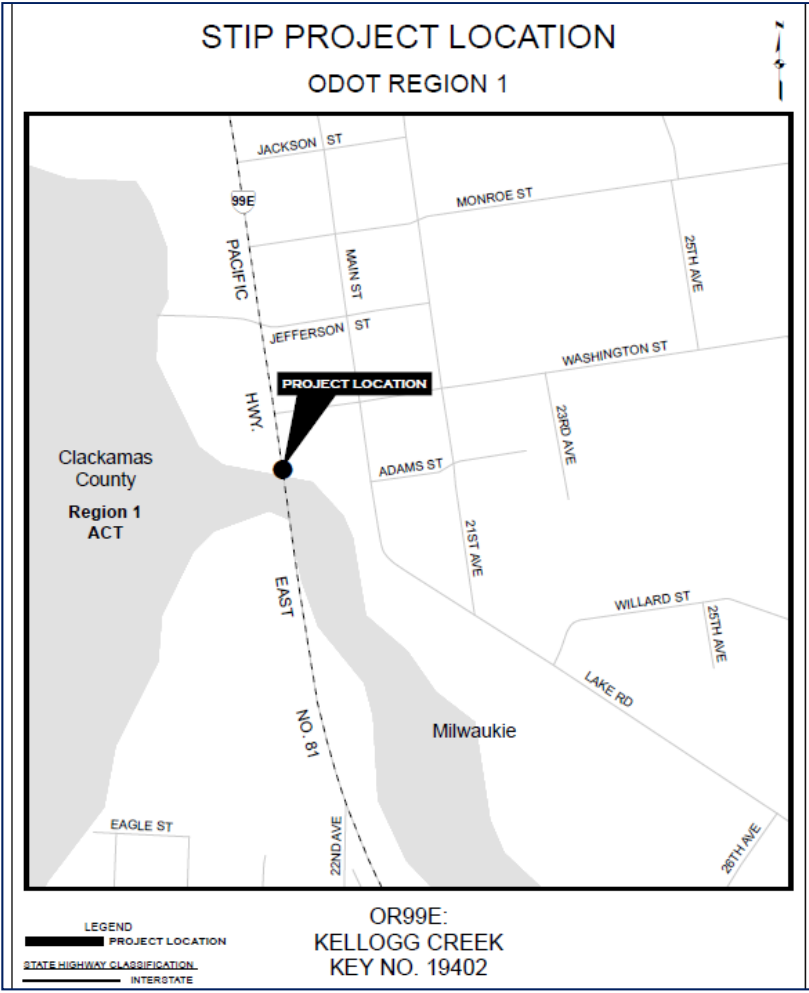 STIP PROJECT LOCATION
ODOT REGION 1
N
JACKSON ST
99E
MONROE ST
PACIFIC
MAIN ST
25TH AVE
JEFFERSON ST
WASHINGTON ST
PROJECT LOCATION
HWY.
23RD AVE
Clackamas
County
Region 1
ACT
ADAMS ST
21ST AVE
EAST
WILLARD ST
25TH AVE
LAKE RD
NO. 81
Milwaukie
EAGLE ST
22ND AVE
26TH AVE
LEGEND
PROJECT LOCATION
STATE HIGHWAY CLASSIFICATION
INTERSTATE
OR99E:
KELLOGG CREEK
KEY NO. 19402